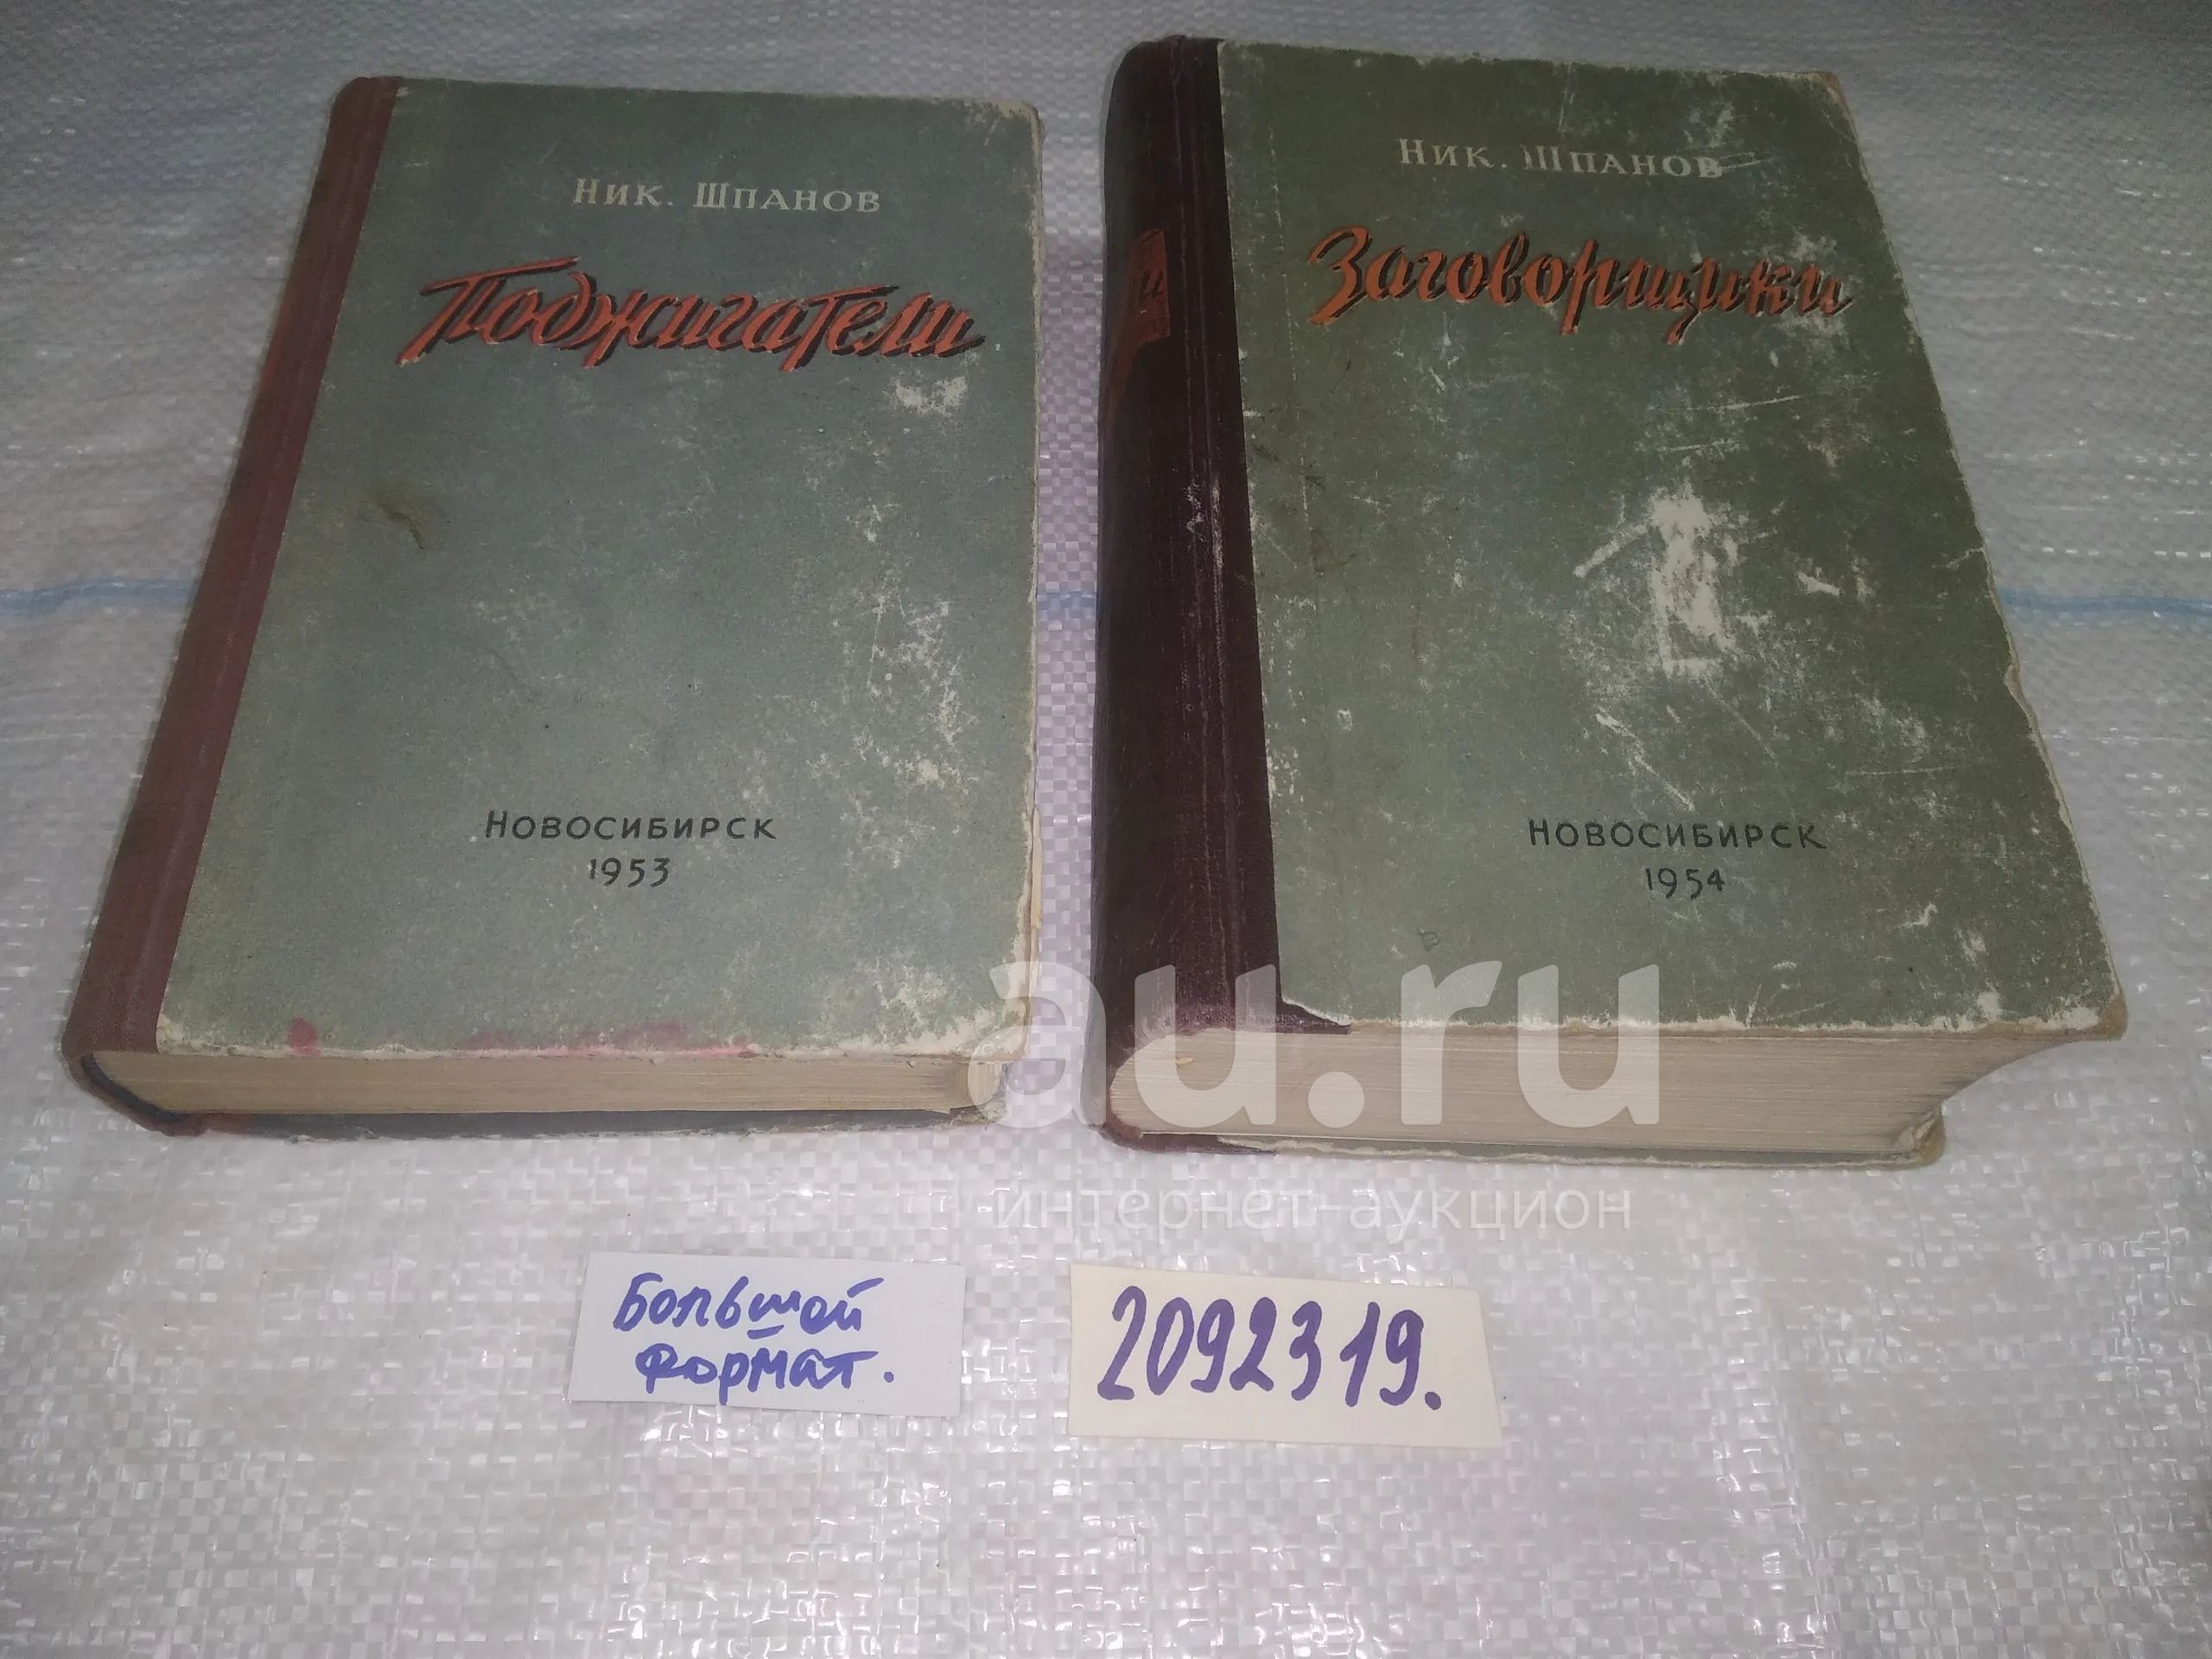 Ник. Шпанов
Поджигатели
Новосибирск
1953
Ник. Шпанов
Заговорщики
Новосибирск
1954
au.ru
интернет-аукцион
Большой
формат.
2092319.